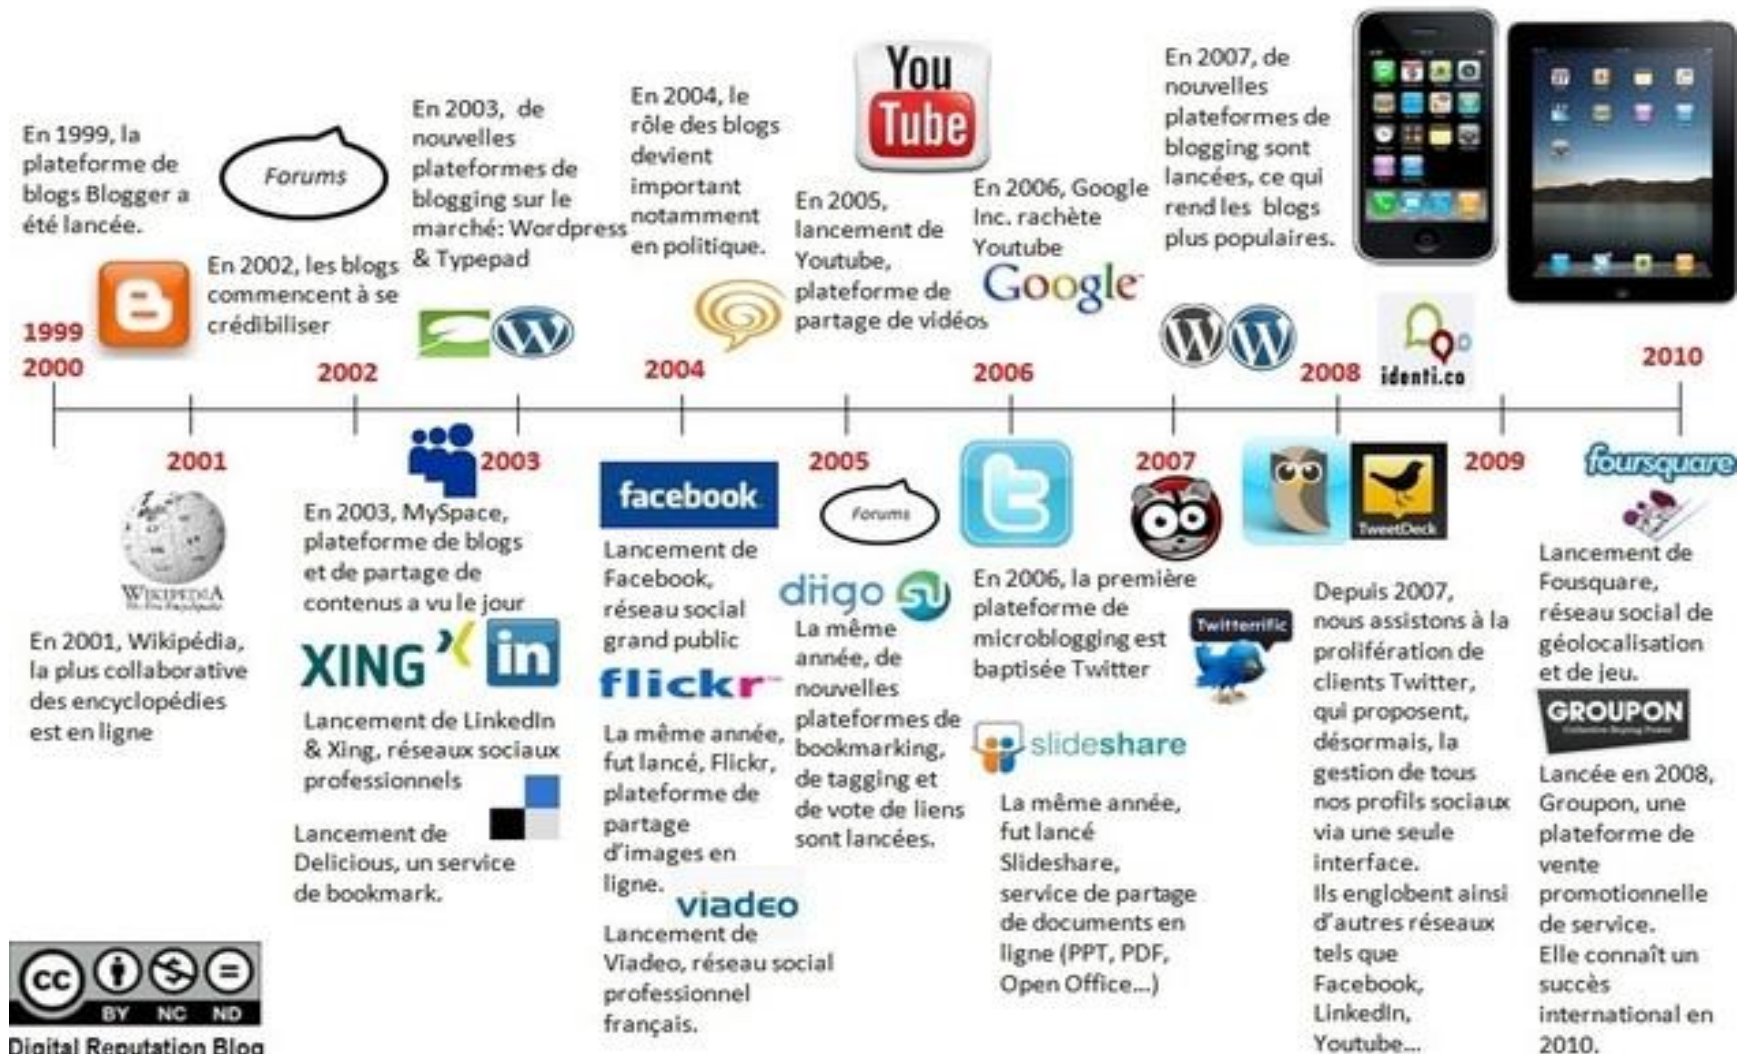 En 1999, la
plateforme de
blogs Blogger a
été lancée.
Forums
En 2002, les blogs
commencent à se
crédibiliser
En 2003, de
nouvelles
plateformes de
blogging sur le
marché: Wordpress
& Typepad
En 2004, le
rôle des blogs
devient
important
notamment
en politique.
You
Tube
En 2005,
lancement de
Youtube,
plateforme de
partage de vidéos
En 2006, Google
Inc. rachète
Youtube
Google
En 2007, de
nouvelles
plateformes de
blogging sont
lancées, ce qui
rend les blogs
plus populaires.
identi.ca
1999
2000
2002
2004
2006
2008
2010
2001
2003
2005
2007
2009
WIKIPEDIA
En 2001, Wikipédia,
la plus collaborative
des encyclopédies
est en ligne
En 2003, MySpace,
plateforme de blogs
et de partage de
contenus a vu le jour
XING
in
Lancement de LinkedIn
& Xing, réseaux sociaux
professionnels
Lancement de
Delicious, un service
de bookmark.
facebook
Lancement de
Facebook,
réseau social
grand public
flickr
La même année,
fut lancé, Flickr,
plateforme de
partage
d'images en
ligne.
viadeo
Lancement de
Viadeo, réseau social
professionnel
français.
Forums
diigo
La même
année, de
nouvelles
plateformes de
bookmarking,
de tagging et
de vote de liens
sont lancées.
En 2006, la première
plateforme de
microblogging est
baptisée Twitter
slideshare
La même année,
fut lancé
Slideshare,
service de partage
de documents en
ligne (PPT, PDF,
Open Office...)
Twitterrific
TweetDeck
Depuis 2007,
nous assistons à la
prolifération de
clients Twitter,
qui proposent,
désormais, la
gestion de tous
nos profils sociaux
via une seule
interface.
Ils englobent ainsi
d'autres réseaux
tels que
Facebook,
LinkedIn,
Youtube...
foursquare
Lancement de
Fousquare,
réseau social de
géolocalisation
et de jeu.
GROUPON
Lancée en 2008,
Groupon, une
plateforme de
vente
promotionnelle
de service.
Elle connaît un
succès
international en
2010.
cc
BY NC ND
Digital Reputation Blog